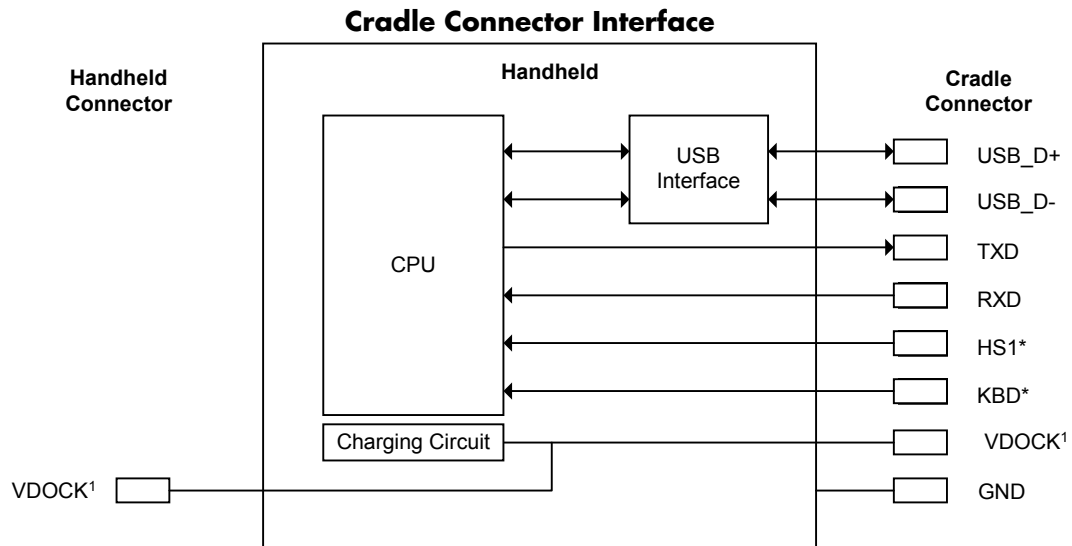 Cradle Connector Interface
Handheld
Connector
Handheld
Cradle
Connector
CPU
USB
Interface
USB_D+
USB_D-
TXD
RXD
HS1*
KBD*
Charging Circuit
VDOCK¹
VDOCK¹
GND